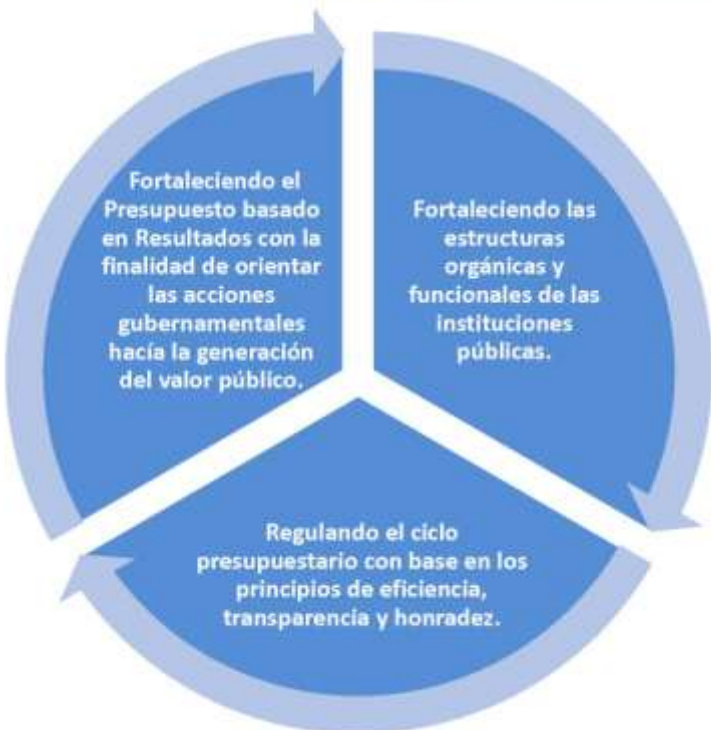 Fortaleciendo el
Presupuesto basado
en Resultados con la
finalidad de orientar
las acciones
gubernamentales
hacía la generación
del valor público.
Fortaleciendo las
estructuras
orgánicas y
funcionales de las
instituciones
públicas.
Regulando el ciclo
presupuestario con base en los
principios de eficiencia,
transparencia y honradez.